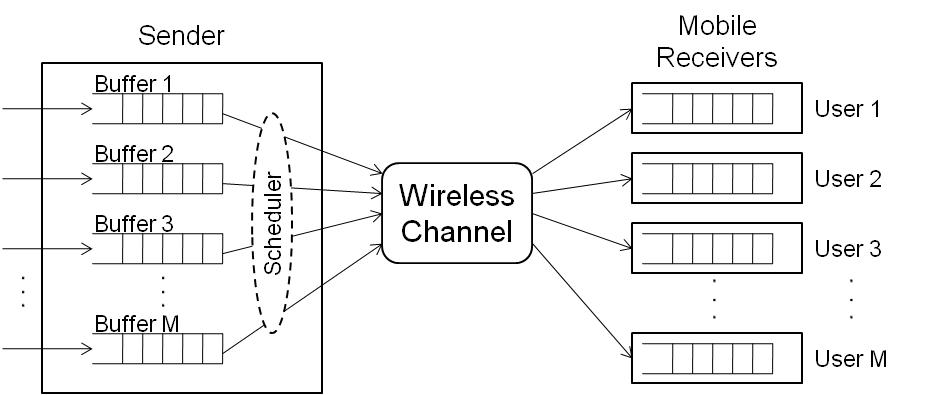 Sender
Mobile
Receivers
Buffer 1
User 1
Buffer 2
User 2
Scheduler
Wireless
Channel
Buffer 3
User 3
Buffer M
User M